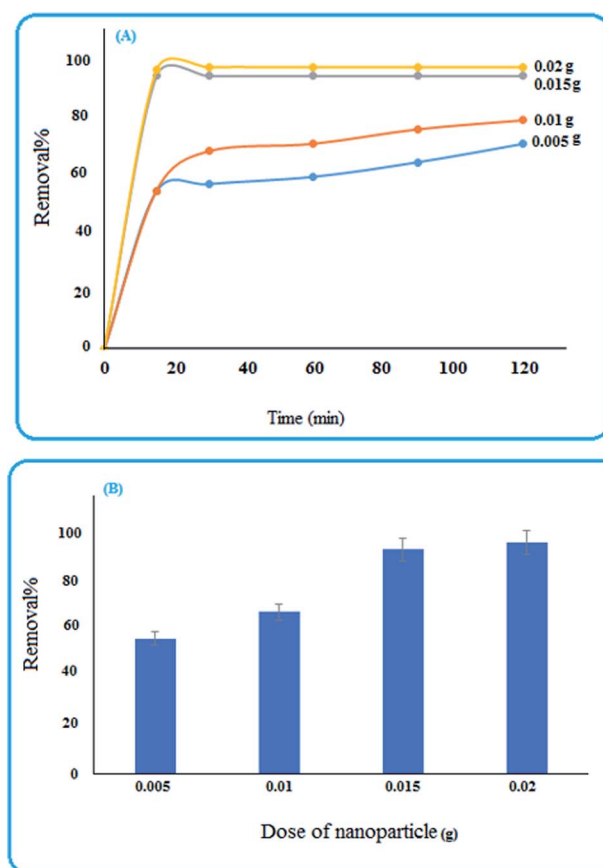 (A)
100
80
60
40
20
0
Removal%
0.02 g
0.015 g
0.01 g
0.005 g
0 20 40 60 80 100 120
Time (min)
(B)
100
80
60
40
20
0
Removal%
0.005 0.01 0.015 0.02
Dose of nanoparticle (g)